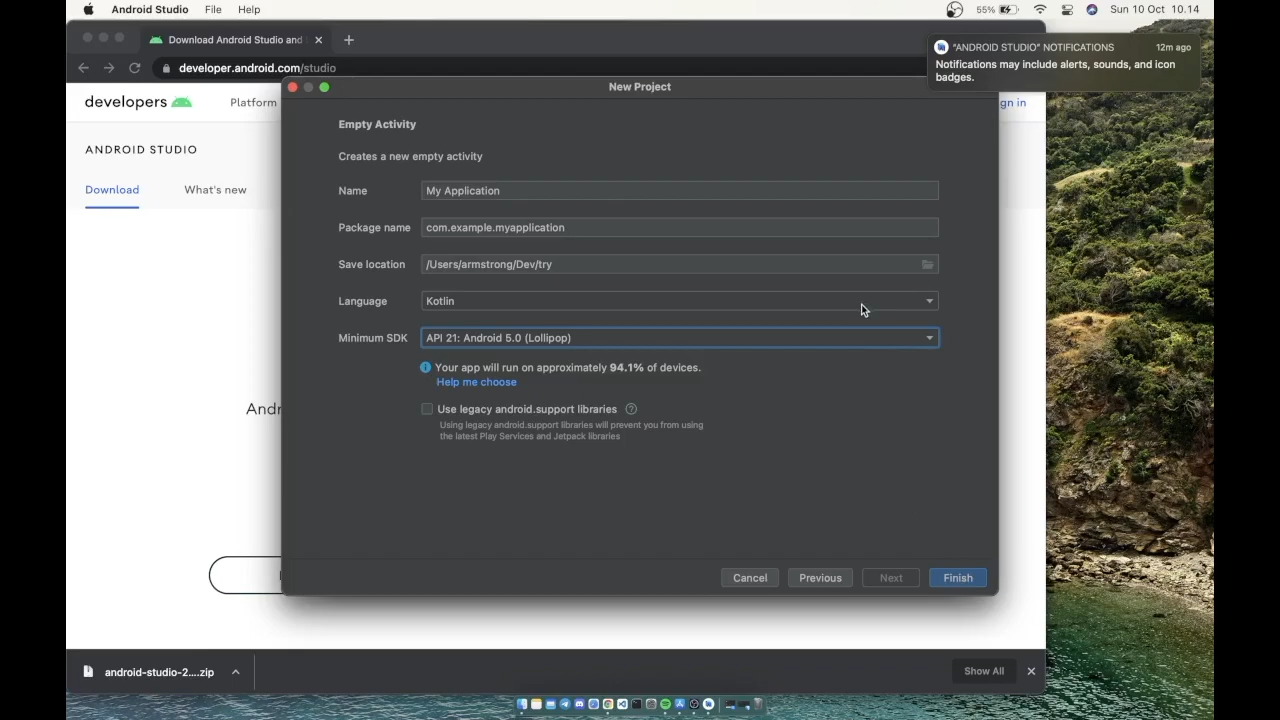 Android Studio File Help
55% Sun 10 Oct 10.14
Download Android Studio and
"ANDROID STUDIO" NOTIFICATIONS 12m ago
Notifications may include alerts, sounds, and icon
badges.
developer.android.com/studio
New Project
developers Platform
gn in
Empty Activity
ANDROID STUDIO
Creates a new empty activity
Download What's new
Name My Application
Package name com.example.myapplication
Save location /Users/armstrong/Dev/try
Language Kotlin
Minimum SDK API 21: Android 5.0 (Lollipop)
Your app will run on approximately 94.1% of devices.
Help me choose
Andr
Use legacy android.support libraries ?
Using legacy android.support libraries will prevent you from using
the latest Play Services and Jetpack libraries
Cancel Previous Next Finish
android-studio-2....zip
Show All